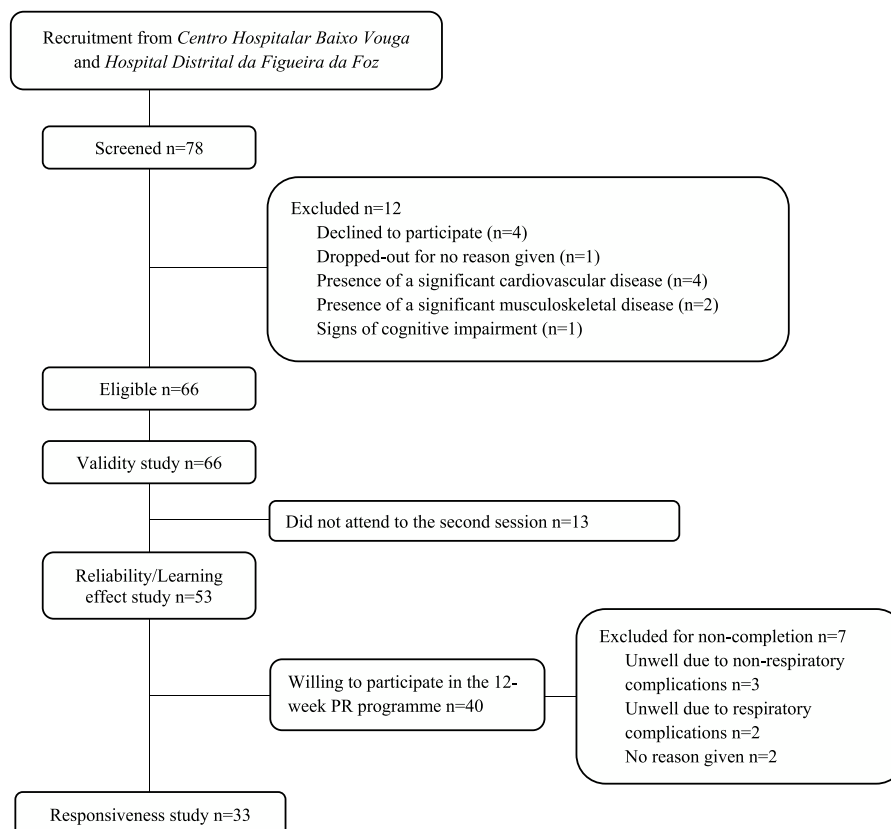 Recruitment from Centro Hospitalar Baixo Vouga
and Hospital Distrital da Figueira da Foz
Screened n=78
Excluded n=12
Declined to participate (n=4)
Dropped-out for no reason given (n=1)
Presence of a significant cardiovascular disease (n=4)
Presence of a significant musculoskeletal disease (n=2)
Signs of cognitive impairment (n=1)
Eligible n=66
Validity study n=66
Did not attend to the second session n=13
Reliability/Learning
effect study n=53
Willing to participate in the 12-
week PR programme n=40
Excluded for non-completion n=7
Unwell due to non-respiratory
complications n=3
Unwell due to respiratory
complications n=2
No reason given n=2
Responsiveness study n=33